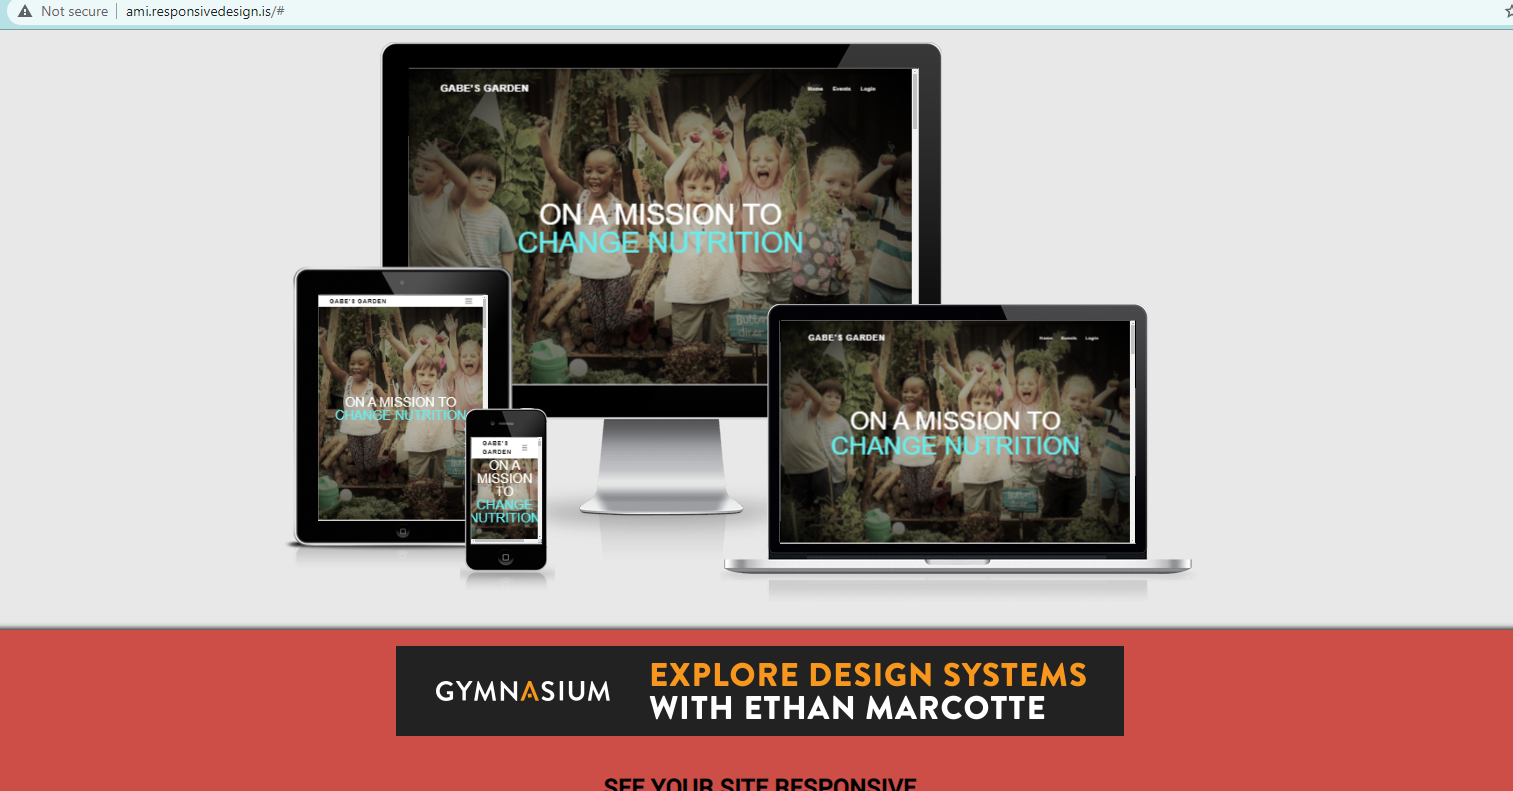 Not secure | ami.responsivedesign.is/#
GABE'S GARDEN
Home Events Login
ON A MISSION TO
CHANGE NUTRITION
GABE'S GARDEN
ON A MISSION TO
CHANGE NUTRITION
GABE'S
GARDEN
ON A
MISSION
TO
CHANGE
NUTRITION
GABE'S GARDEN
Home Events Login
ON A MISSION TO
CHANGE NUTRITION
GYMNASIUM
EXPLORE DESIGN SYSTEMS
WITH ETHAN MARCOTTE
SEE YOUR SITE RESPONSIVE